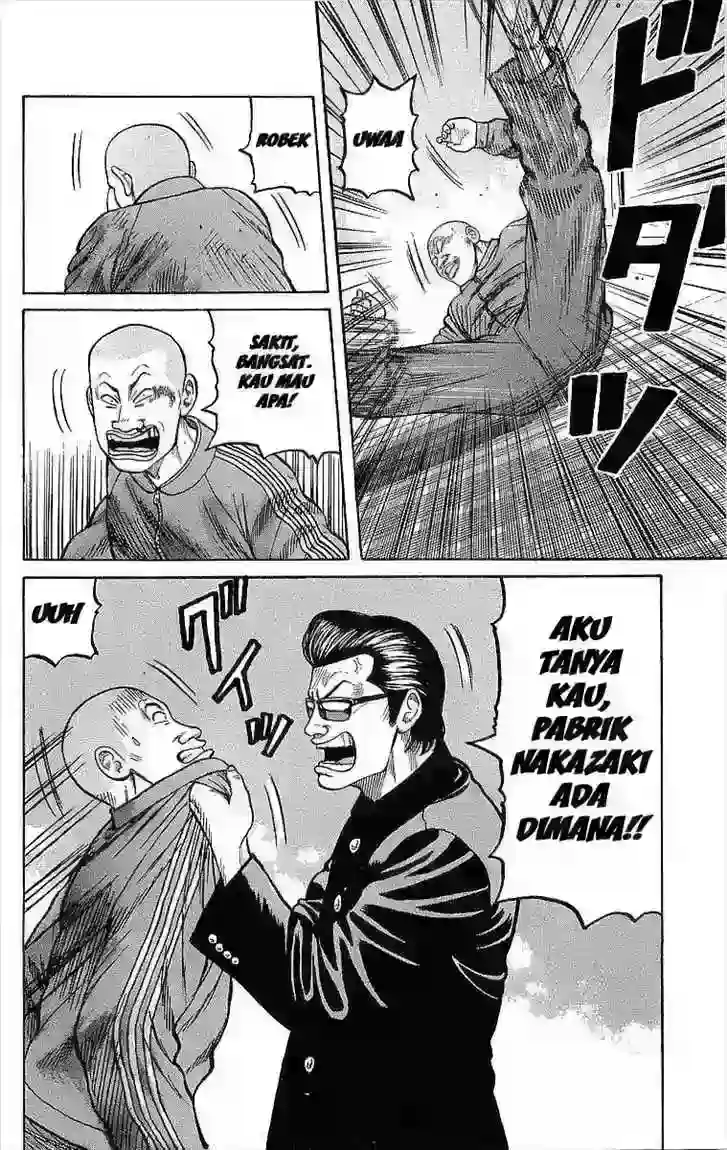 UWAA
ドタッ
ROBEK
SAKIT,
BANGSAT.
KAU MAU
APA!
AKU
TANYA
KAU,
PABRIK
NAKAZAKI
ADA
DIMANA!!
グイッ
UUH